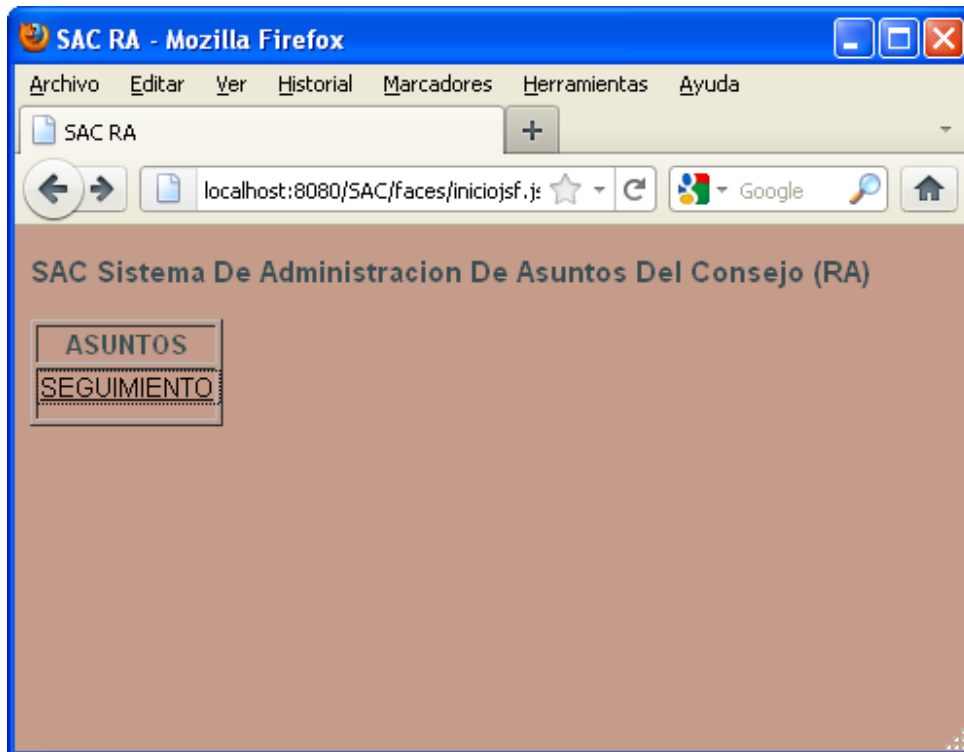 SAC RA - Mozilla Firefox
Archivo Editar Ver Historial Marcadores Herramientas Ayuda
SAC RA
localhost:8080/SAC/faces/iniciojsf.js Google
SAC Sistema De Administracion De Asuntos Del Consejo (RA)
ASUNTOS
SEGUIMIENTO